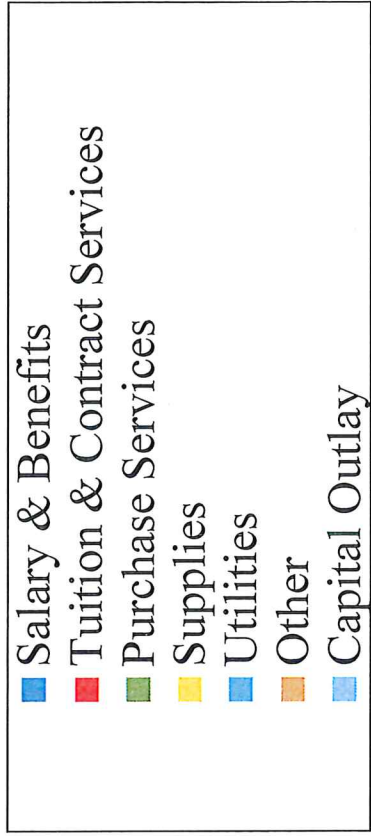 Salary & Benefits
Tuition & Contract Services
Purchase Services
Supplies
Utilities
Other
Capital Outlay